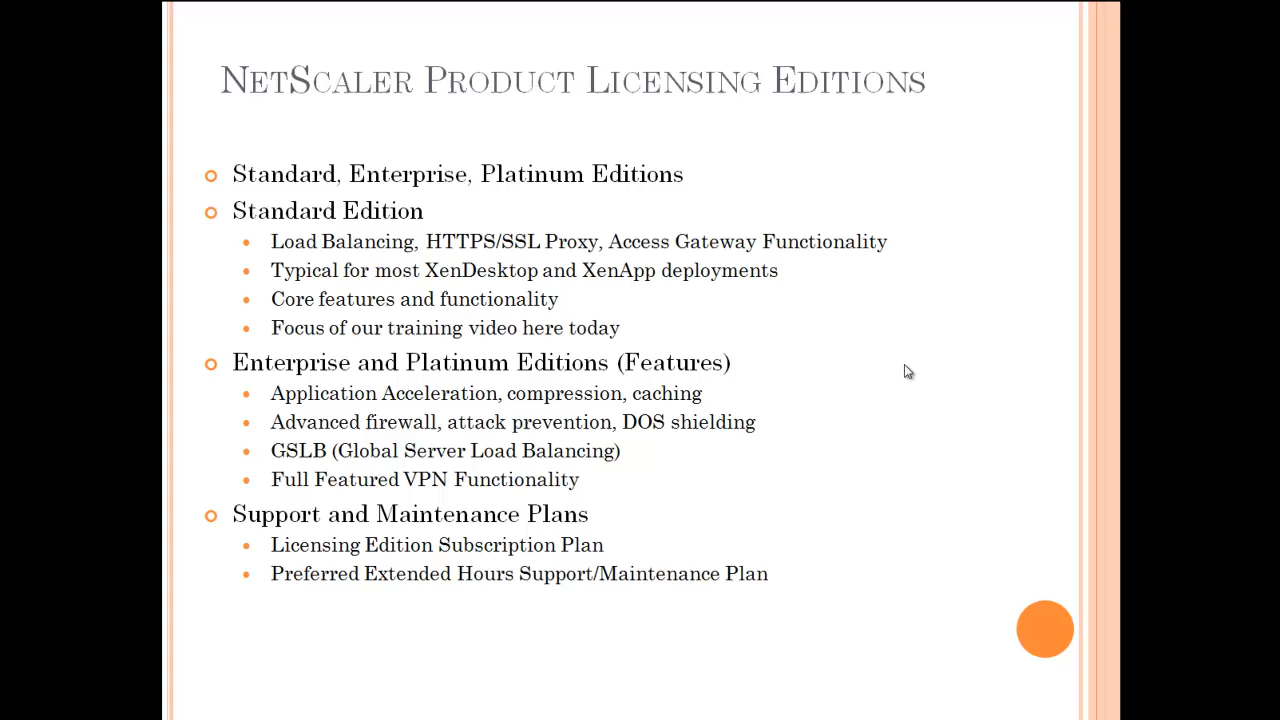 NetScaler Product Licensing Editions
Standard, Enterprise, Platinum Editions
Standard Edition
Load Balancing, HTTPS/SSL Proxy, Access Gateway Functionality
Typical for most XenDesktop and XenApp deployments
Core features and functionality
Focus of our training video here today
Enterprise and Platinum Editions (Features)
Application Acceleration, compression, caching
Advanced firewall, attack prevention, DOS shielding
GSLB (Global Server Load Balancing)
Full Featured VPN Functionality
Support and Maintenance Plans
Licensing Edition Subscription Plan
Preferred Extended Hours Support/Maintenance Plan